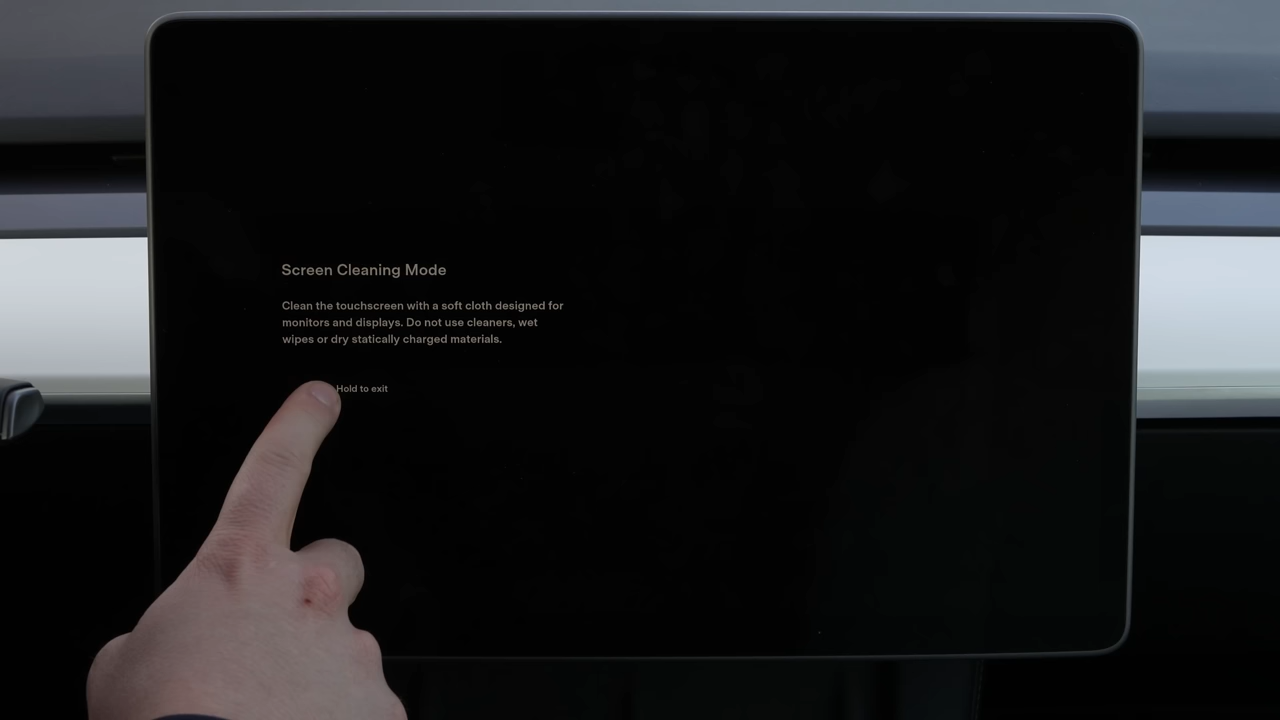 Screen Cleaning Mode
Clean the touchscreen with a soft cloth designed for
monitors and displays. Do not use cleaners, wet
wipes or dry statically charged materials.
Hold to exit